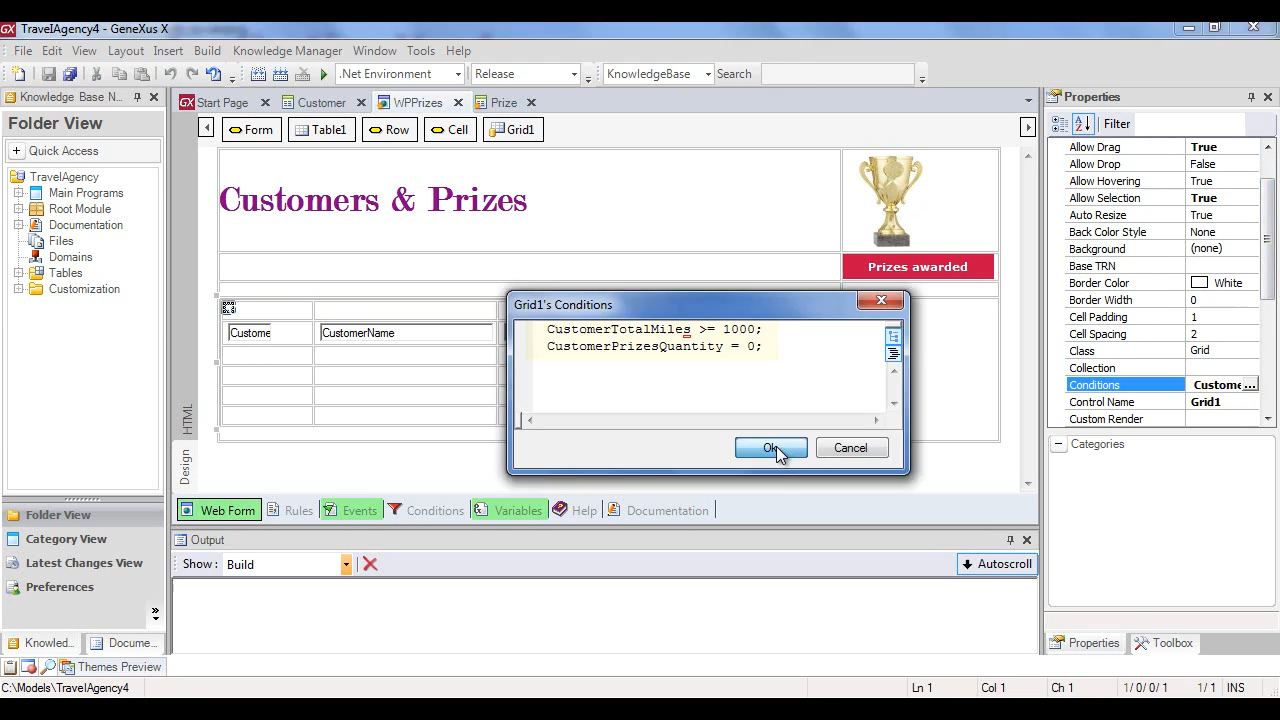 TravelAgency4 - GeneXus X
File Edit View Layout Insert Build Knowledge Manager Window Tools Help
.Net Environment Release KnowledgeBase Search
Knowledge Base N...
Start Page Customer WPPrizes Prize
Properties
Folder View
Form Table1 Row Cell Grid1
Filter
Quick Access
TravelAgency
Main Programs
Root Module
Documentation
Files
Domains
Tables
Customization
Customers & Prizes
Prizes awarded
Custome CustomerName
Grid1's Conditions
CustomerTotalMiles >= 1000;
CustomerPrizesQuantity = 0;
Ok Cancel
HTML
Design
Allow Drag True
Allow Drop False
Allow Hovering True
Allow Selection True
Auto Resize True
Back Color Style None
Background (none)
Base TRN
Border Color White
Border Width 0
Cell Padding 1
Cell Spacing 2
Class Grid
Collection
Conditions Custome ...
Control Name Grid1
Custom Render
Categories
Web Form Rules Events Conditions Variables Help Documentation
Folder View
Category View
Latest Changes View
Preferences
Output
Show: Build Autoscroll
Knowled.. Docume...
Properties Toolbox
Themes Preview
C:\Models\TravelAgency4 Ln 1 Col 1 Ch 1 1/ 0/ 0/ 1 1/ 1 INS